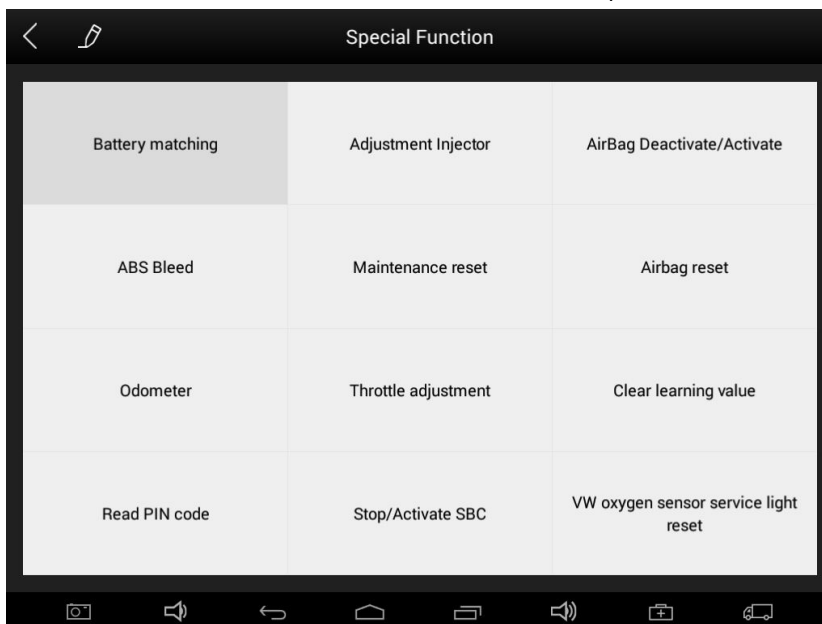 Special Function
Battery matching
Adjustment Injector
AirBag Deactivate/Activate
ABS Bleed
Maintenance reset
Airbag reset
Odometer
Throttle adjustment
Clear learning value
Read PIN code
Stop/Activate SBC
VW oxygen sensor service light
reset